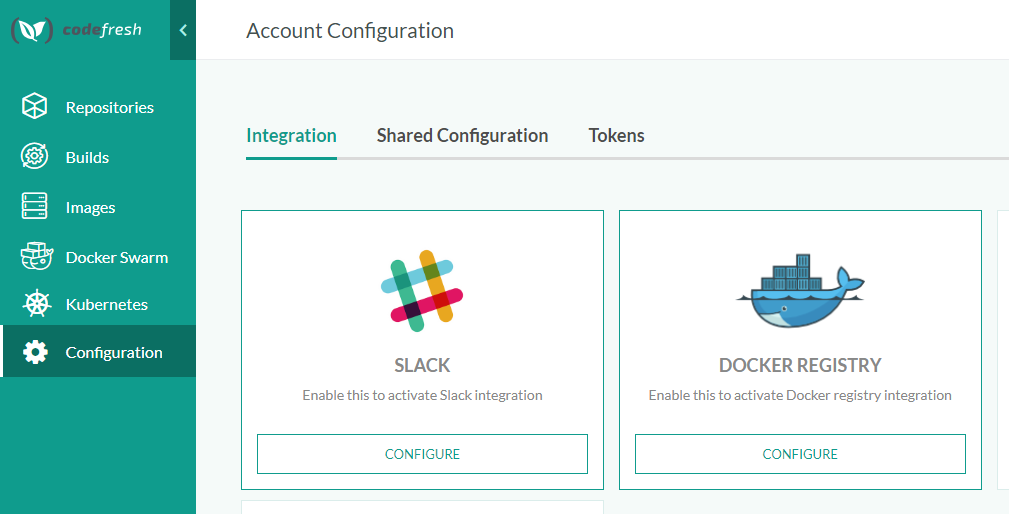 codefresh
Account Configuration
Repositories
Builds
Images
Docker Swarm
Kubernetes
Configuration
Integration
Shared Configuration
Tokens
SLACK
Enable this to activate Slack integration
CONFIGURE
DOCKER REGISTRY
Enable this to activate Docker registry integration
CONFIGURE